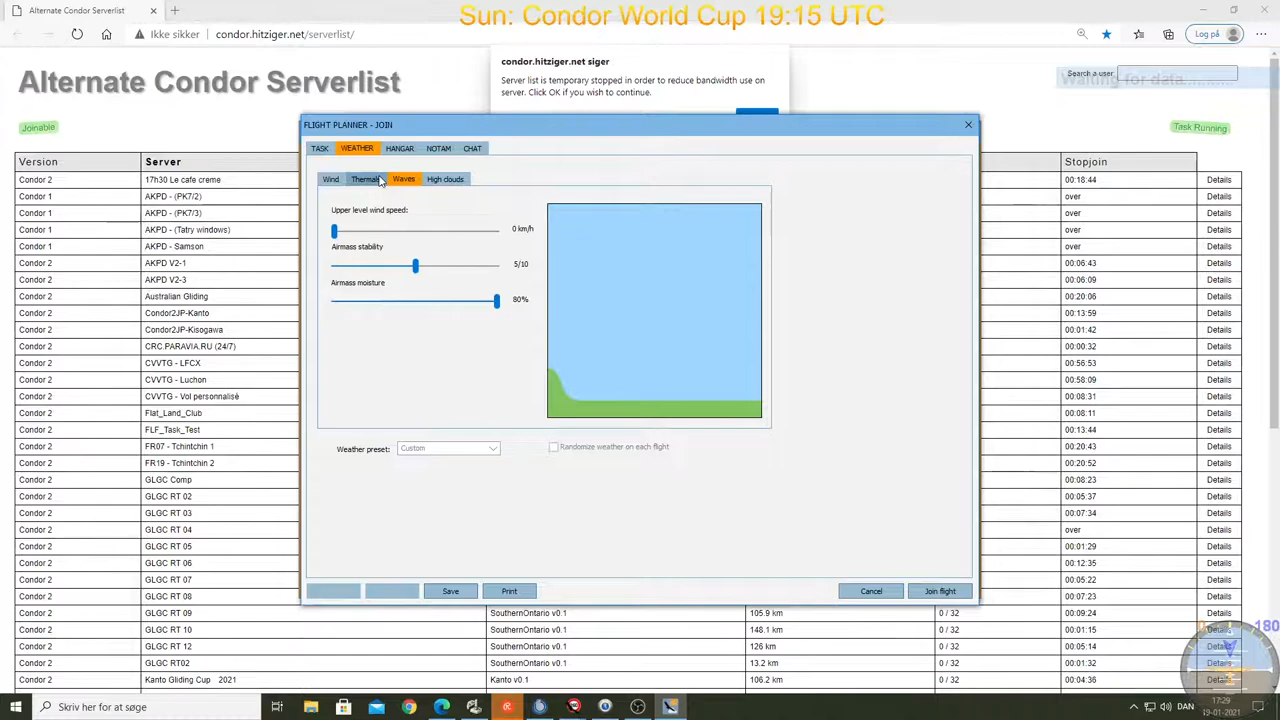 Alternate Condor Serverlist
Sun: Condor World Cup 19:15 UTC
Ikke sikker
condor.hitziger.net/serverlist/
Log på
Alternate Condor Serverlist
condor.hitziger.net siger
Server list is temporary stopped in order to reduce bandwidth use on
server. Click OK if you wish to continue.
Search a user
Waiting for data
Joinable
Task Running
FLIGHT PLANNER - JOIN
TASK WEATHER HANGAR NOTAM CHAT
Wind Thermals Waves High clouds
Upper level wind speed:
0 km/h
Airmass stability
5/10
Airmass moisture
80%
Weather preset: Custom
Randomize weather on each flight
Save Print Cancel Join flight
Version Server Stopjoin
Condor 2 17h30 Le cafe creme 00:18:44 Details
Condor 1 AKPD - (PK7/2) over Details
Condor 1 AKPD - (PK7/3) over Details
Condor 1 AKPD - (Tatry windows) over Details
Condor 1 AKPD - Samson over Details
Condor 2 AKPD V2-1 00:06:43 Details
Condor 2 AKPD V2-3 00:06:09 Details
Condor 2 Australian Gliding 00:20:06 Details
Condor 2 Condor2JP-Kanto 00:13:59 Details
Condor 2 Condor2JP-Kisogawa 00:01:42 Details
Condor 2 CRC.PARAVIA.RU (24/7) 00:00:32 Details
Condor 2 CVVTG - LFCX 00:56:53 Details
Condor 2 CVVTG - Luchon 00:58:09 Details
Condor 2 CVVTG - Vol personnalisé 00:08:31 Details
Condor 2 Flat_Land_Club 00:08:11 Details
Condor 2 FLF_Task_Test 00:13:44 Details
Condor 2 FR07 - Tchintchin 1 00:20:43 Details
Condor 2 FR19 - Tchintchin 2 00:20:52 Details
Condor 2 GLGC Comp 00:08:23 Details
Condor 2 GLGC RT 02 00:05:37 Details
Condor 2 GLGC RT 03 00:07:34 Details
Condor 2 GLGC RT 04 over Details
Condor 2 GLGC RT 05 00:01:29 Details
Condor 2 GLGC RT 06 00:03:12 Details
Condor 2 GLGC RT 07 00:05:22 Details
Condor 2 GLGC RT 08 00:07:23 Details
Condor 2 GLGC RT 09 SouthernOntario v0.1 105.9 km 0 / 32 00:09:24 Details
Condor 2 GLGC RT 10 SouthernOntario v0.1 148.1 km 0 / 32 00:01:15 Details
Condor 2 GLGC RT 12 SouthernOntario v0.1 126 km 0 / 32 00:05:14 Details
Condor 2 GLGC RT02 SouthernOntario v0.1 13.2 km 0 / 32 00:01:32 Details
Condor 2 Kanto Gliding Cup 2021 Kanto v0.1 106.2 km 0 / 32 00:04:56 Details
180
Skriv her for at søge
DAN
17:29
19-01-2021